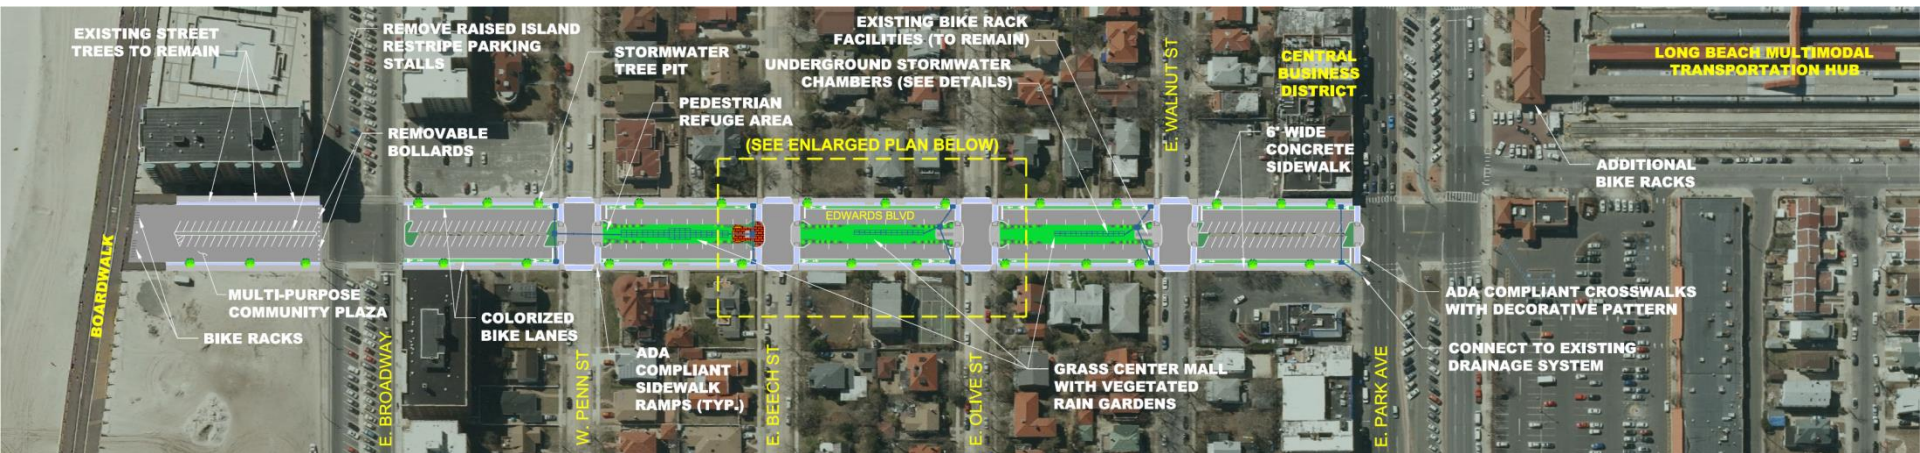 EXISTING STREET
TREES TO REMAIN
REMOVE RAISED ISLAND
RESTRIPE PARKING
STALLS
STORMWATER
TREE PIT
EXISTING BIKE RACK
FACILITIES (TO REMAIN)
UNDERGROUND STORMWATER
CHAMBERS (SEE DETAILS)
E. WALNUT ST
CENTRAL
BUSINESS
DISTRICT
LONG BEACH MULTIMODAL
TRANSPORTATION HUB
PEDESTRIAN
REFUGE AREA
REMOVABLE
BOLLARDS
(SEE ENLARGED PLAN BELOW)
6' WIDE
CONCRETE
SIDEWALK
ADDITIONAL
BIKE RACKS
EDWARDS BLVD
BOARDWALK
MULTI-PURPOSE
COMMUNITY PLAZA
BIKE RACKS
E. BROADWAY
COLORIZED
BIKE LANES
W. PENN ST
ADA
COMPLIANT
SIDEWALK
RAMPS (TYP.)
E. BEECH ST
E. OLIVE ST
GRASS CENTER MALL
WITH VEGETATED
RAIN GARDENS
E. PARK AVE
ADA COMPLIANT CROSSWALKS
WITH DECORATIVE PATTERN
CONNECT TO EXISTING
DRAINAGE SYSTEM